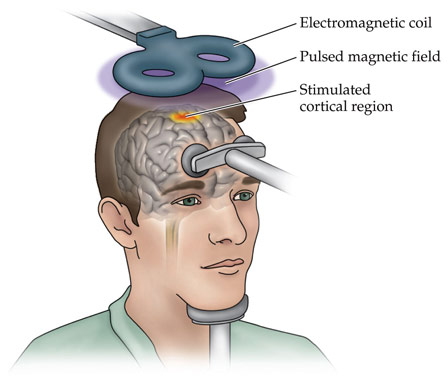 Electromagnetic coil
Pulsed magnetic field
Stimulated
cortical region